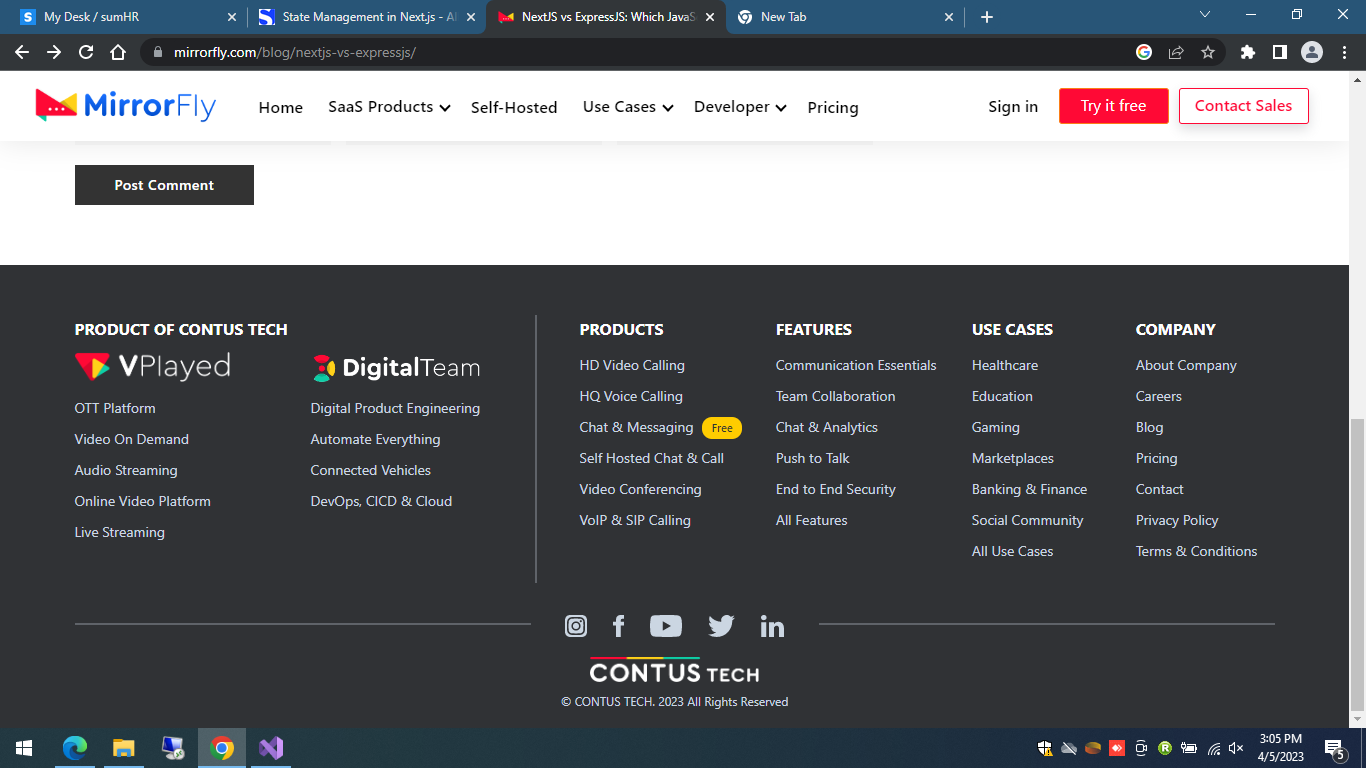 My Desk / sumHR
State Management in Next.js - Al
NextJS vs ExpressJS: Which JavaS
New Tab
mirrorfly.com/blog/nextjs-vs-expressjs/
MirrorFly
Home
SaaS Products
Self-Hosted
Use Cases
Developer
Pricing
Sign in
Try it free
Contact Sales
Post Comment
PRODUCT OF CONTUS TECH
VPlayed
OTT Platform
Video On Demand
Audio Streaming
Online Video Platform
Live Streaming
DigitalTeam
Digital Product Engineering
Automate Everything
Connected Vehicles
DevOps, CICD & Cloud
PRODUCTS
HD Video Calling
HQ Voice Calling
Chat & Messaging Free
Self Hosted Chat & Call
Video Conferencing
VoIP & SIP Calling
FEATURES
Communication Essentials
Team Collaboration
Chat & Analytics
Push to Talk
End to End Security
All Features
USE CASES
Healthcare
Education
Gaming
Marketplaces
Banking & Finance
Social Community
All Use Cases
COMPANY
About Company
Careers
Blog
Pricing
Contact
Privacy Policy
Terms & Conditions
CONTUS TECH
© CONTUS TECH. 2023 All Rights Reserved
3:05 PM
4/5/2023
5